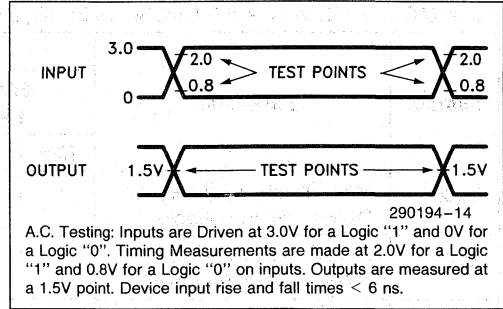 3.0
2.0 2.0
INPUT TEST POINTS
0.8 0.8
0
OUTPUT 1.5V TEST POINTS 1.5V
290194–14
A.C. Testing: Inputs are Driven at 3.0V for a Logic “1” and 0V for
a Logic “0”. Timing Measurements are made at 2.0V for a Logic
“1” and 0.8V for a Logic “0” on inputs. Outputs are measured at
a 1.5V point. Device input rise and fall times < 6 ns.